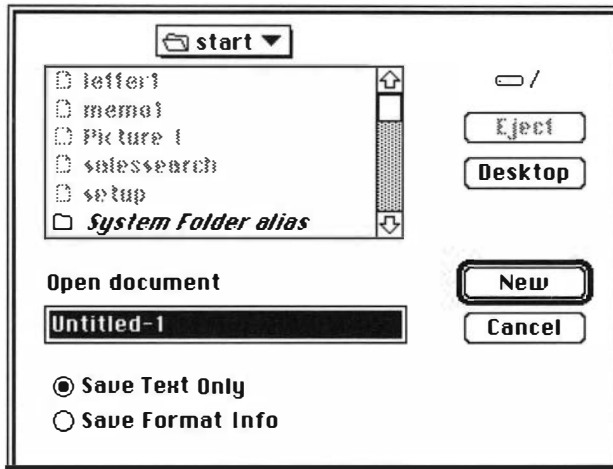 start
letter1
memo1
Picture 1
salessearch
setup
System Folder alias
/
Eject
Desktop
Open document
Untitled-1
New
Cancel
Save Text Only
Save Format Info